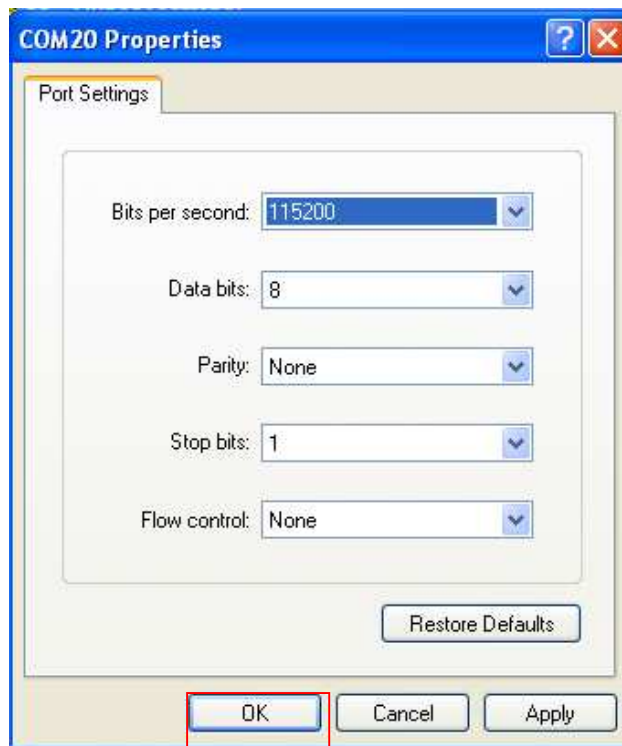 COM20 Properties
Port Settings
Bits per second: 115200
Data bits: 8
Parity: None
Stop bits: 1
Flow control: None
Restore Defaults
OK Cancel Apply